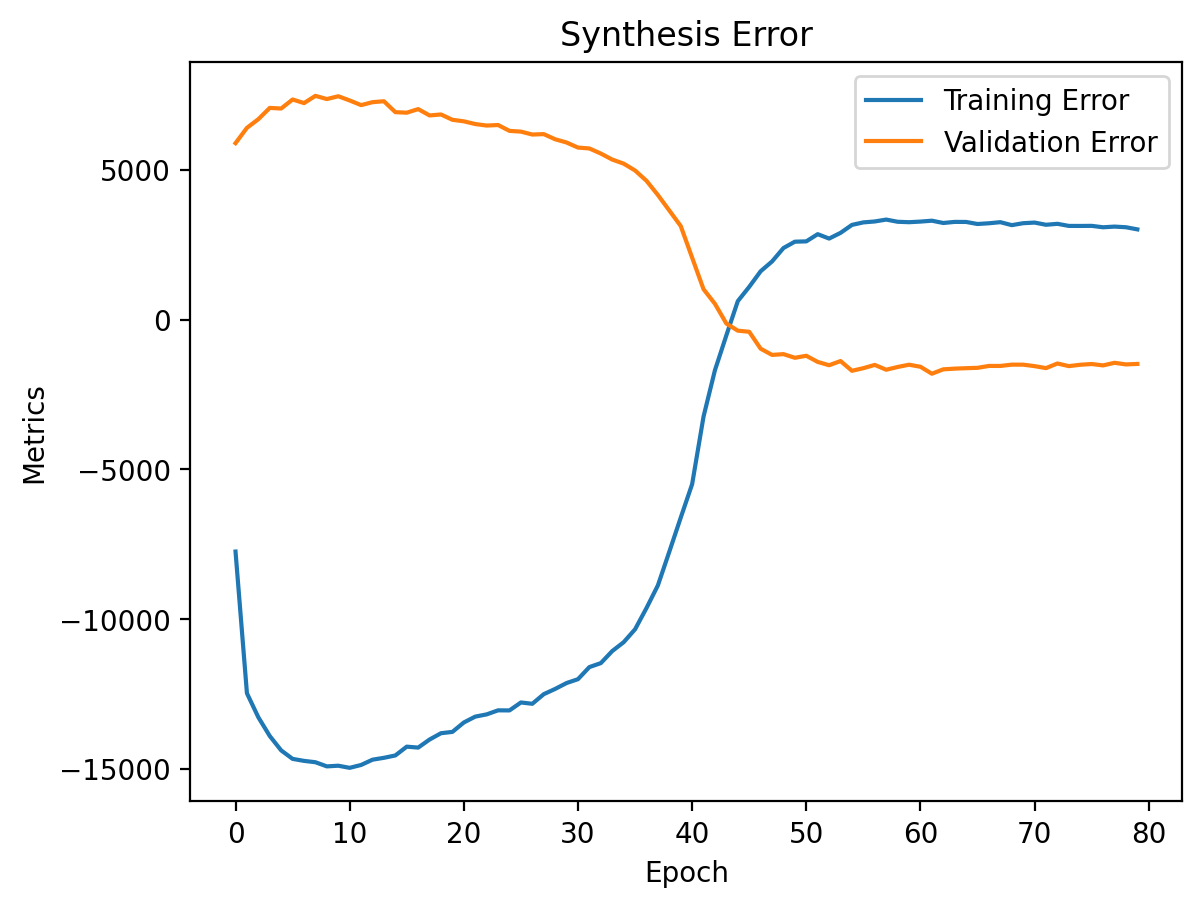 Synthesis Error
Training Error
Validation Error
Metrics
5000
0
−5000
−10000
−15000
0 10 20 30 40 50 60 70 80
Epoch